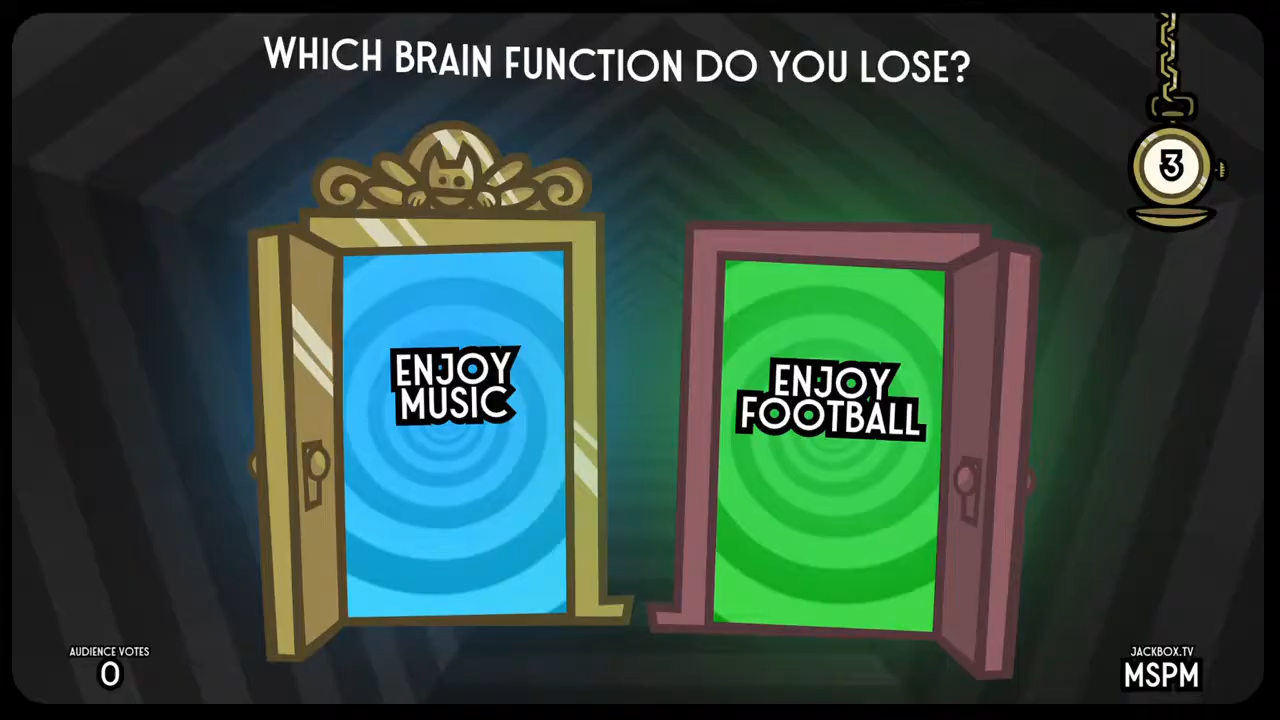 WHICH BRAIN FUNCTION DO YOU LOSE?
3
ENJOY
MUSIC
ENJOY
FOOTBALL
AUDIENCE VOTES
0
JACKBOX.TV
MSPM